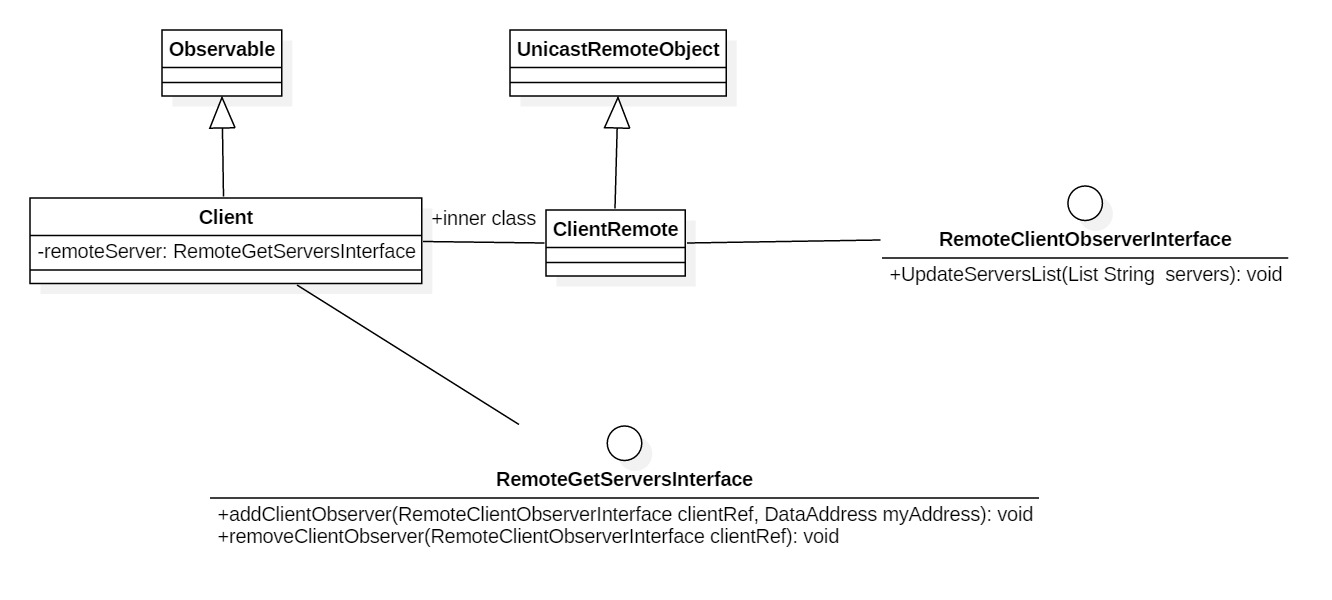 Observable
UnicastRemoteObject
Client
-remoteServer: RemoteGetServersInterface
+inner class
ClientRemote
RemoteClientObserverInterface
+UpdateServersList(List String  servers): void
RemoteGetServersInterface
+addClientObserver(RemoteClientObserverInterface clientRef, DataAddress myAddress): void
+removeClientObserver(RemoteClientObserverInterface clientRef): void